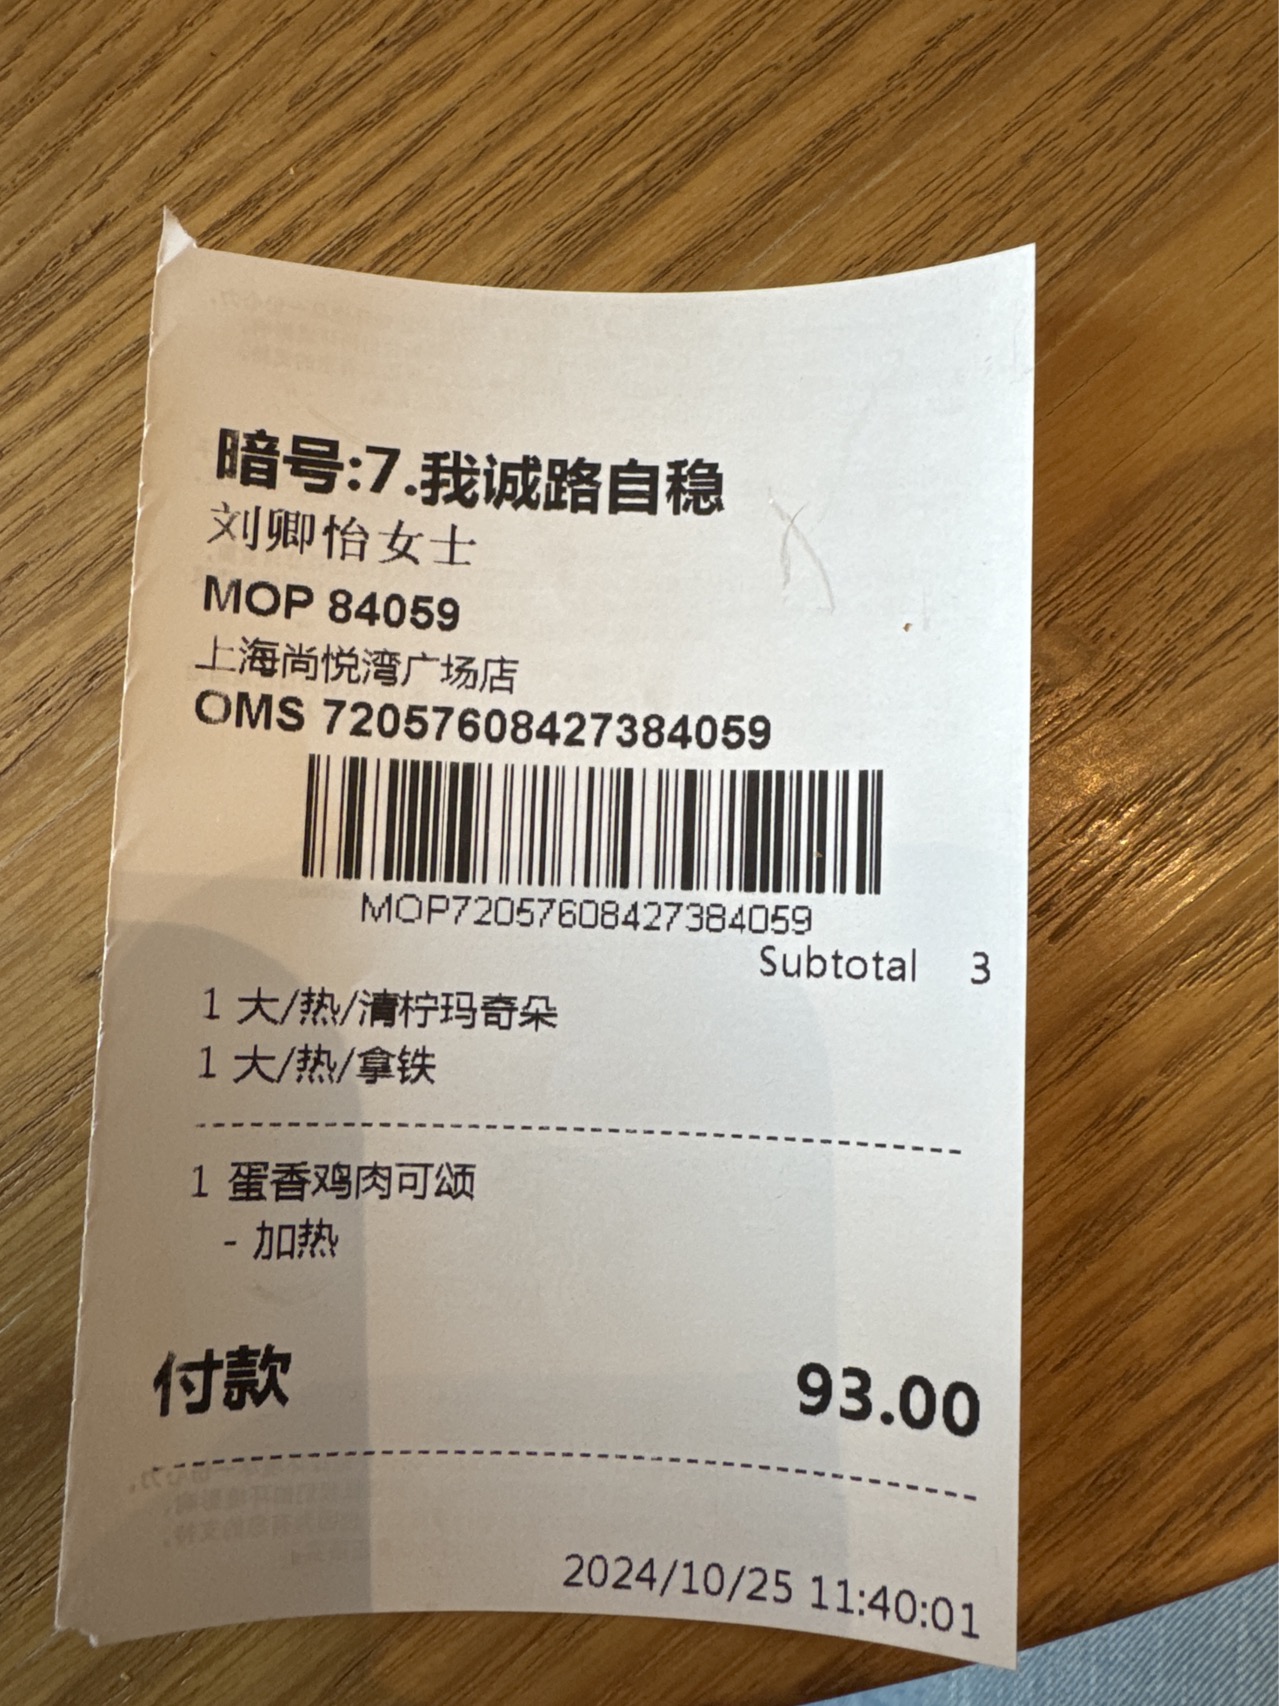 暗号:7.我诚路自稳
刘卿怡女士
MOP 84059
上海尚悦湾广场店
OMS 72057608427384059
MOP72057608427384059
Subtotal 3
1 大/热/清柠玛奇朵
1 大/热/拿铁
1 蛋香鸡肉可颂
- 加热
付款 93.00
2024/10/25 11:40:01